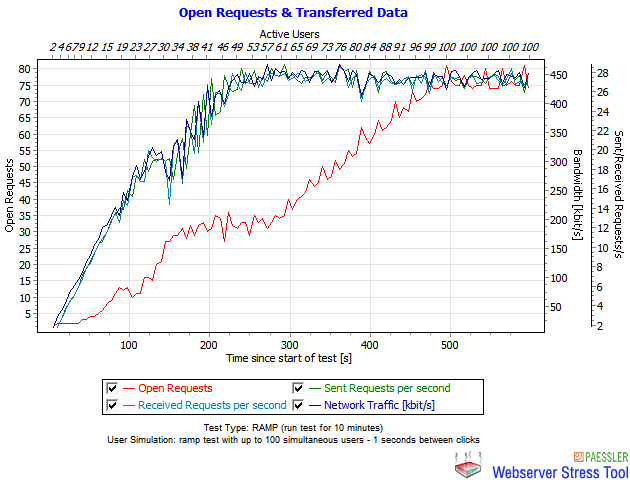 Open Requests & Transferred Data
Active Users
2 4 6 7 9 12 15 19 23 27 30 34 38 41 46 49 53 57 61 65 69 73 76 80 84 88 91 96 100 100 100 100 100
80
75
70
65
60
55
50
45
40
35
30
25
20
15
10
5
Open Requests
450
400
350
300
250
200
150
100
50
Bandwidth [kbit/s]
28
26
24
22
20
18
16
14
12
10
8
6
4
2
Sent/Received Requests/s
100 200 300 400 500
Time since start of test [s]
Open Requests Sent Requests per second
Received Requests per second Network Traffic [kbit/s]
Test Type: RAMP (run test for 10 minutes)
User Simulation: ramp test with up to 100 simultaneous users - 1 seconds between clicks
PAESSLER
Webserver Stress Tool